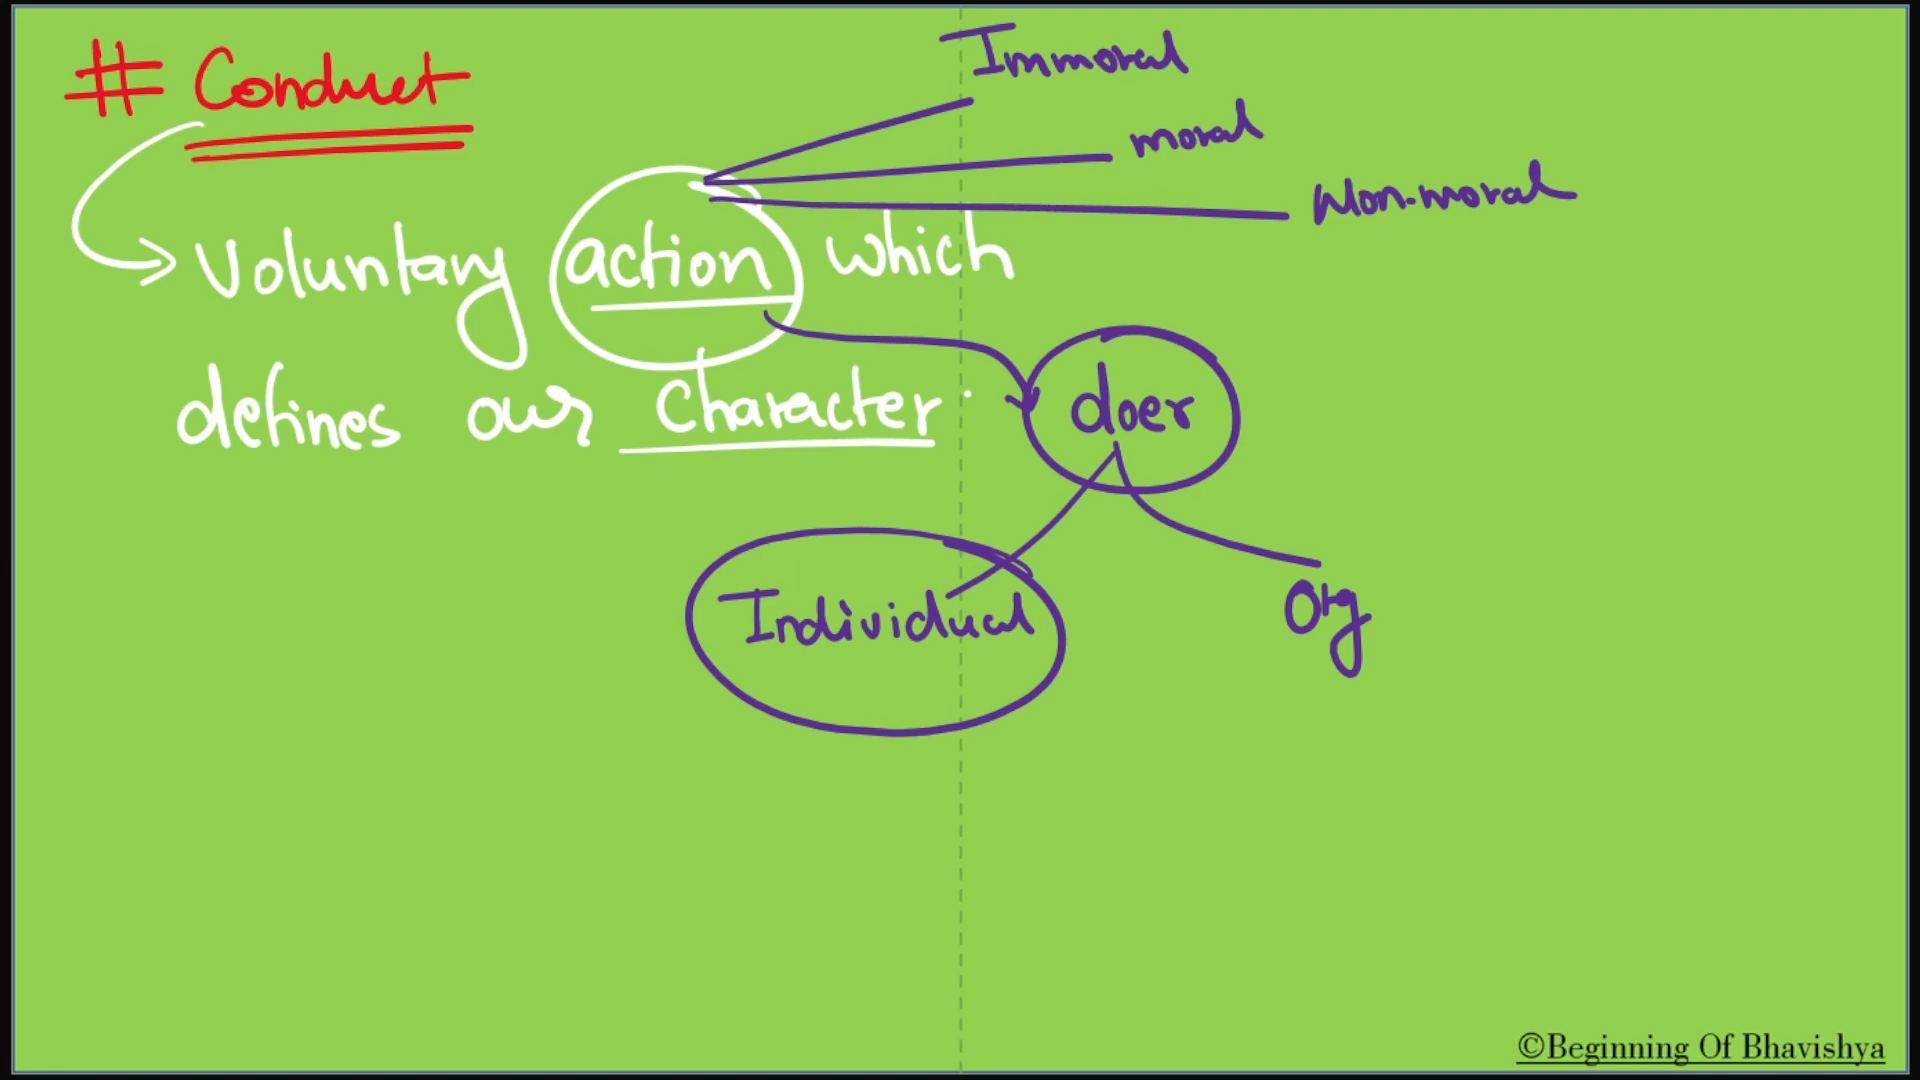 # Conduct
Immoral
moral
Non-moral
Voluntary action which
defines our character.
doer
Individual
Org
©Beginning Of Bhavishya